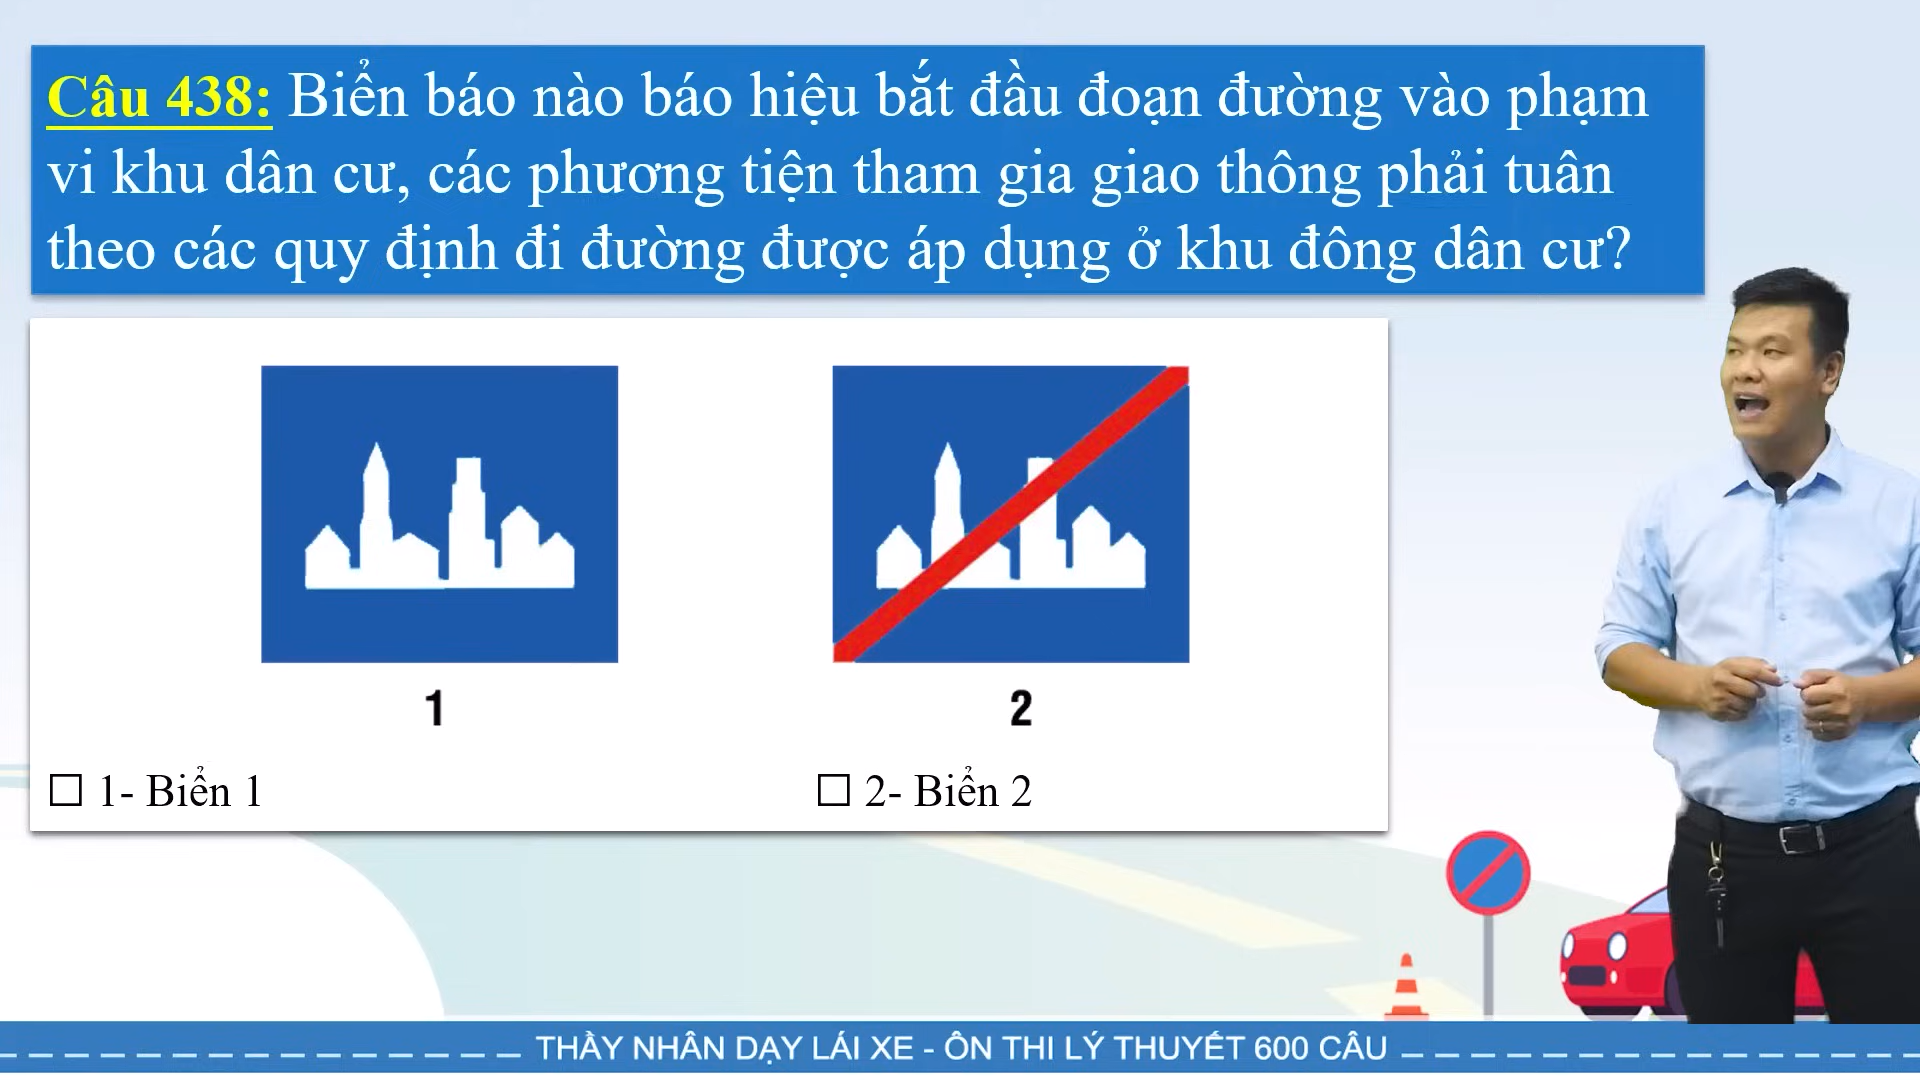 Câu 438: Biển báo nào báo hiệu bắt đầu đoạn đường vào phạm
vi khu dân cư, các phương tiện tham gia giao thông phải tuân
theo các quy định đi đường được áp dụng ở khu đông dân cư?
1
2
☐ 1- Biển 1
☐ 2- Biển 2
THẦY NHÂN DẠY LÁI XE - ÔN THI LÝ THUYẾT 600 CÂU